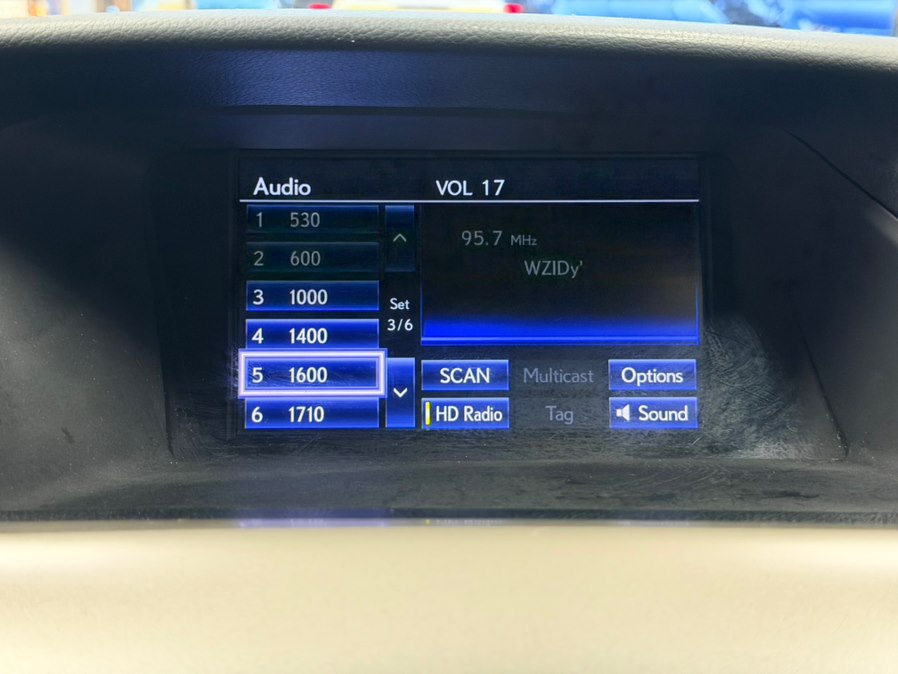 Audio VOL 17
1 530
2 600
3 1000
4 1400
5 1600
6 1710
Set
3/6
95.7 MHz
WZIDy'
SCAN Multicast Options
HD Radio Tag Sound